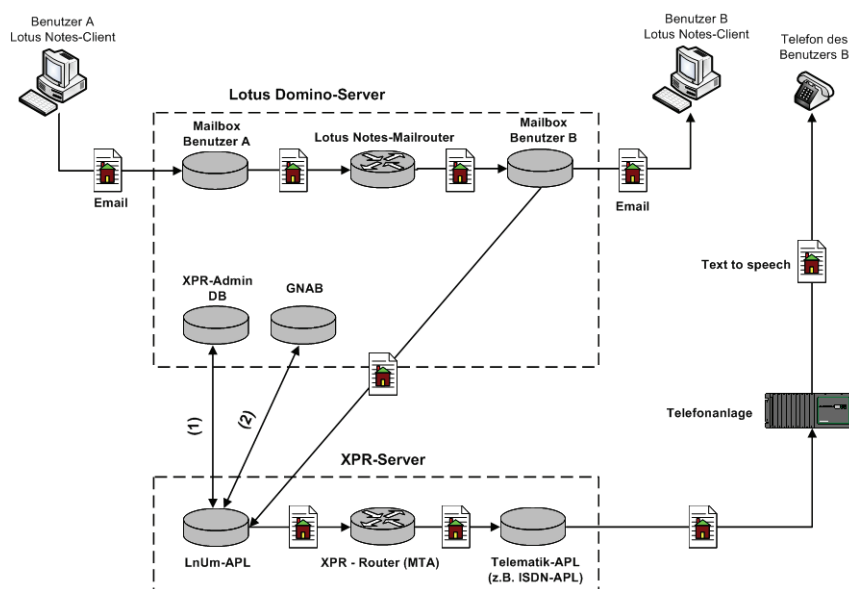 Benutzer A
Lotus Notes-Client
Benutzer B
Lotus Notes-Client
Telefon des
Benutzers B
Lotus Domino-Server
Mailbox
Benutzer A
Lotus Notes-Mailrouter
Mailbox
Benutzer B
Email
Email
XPR-Admin
DB
GNAB
Text to speech
(1)
(2)
Telefonanlage
XPR-Server
LnUm-APL
XPR - Router (MTA)
Telematik-APL
(z.B. ISDN-APL)